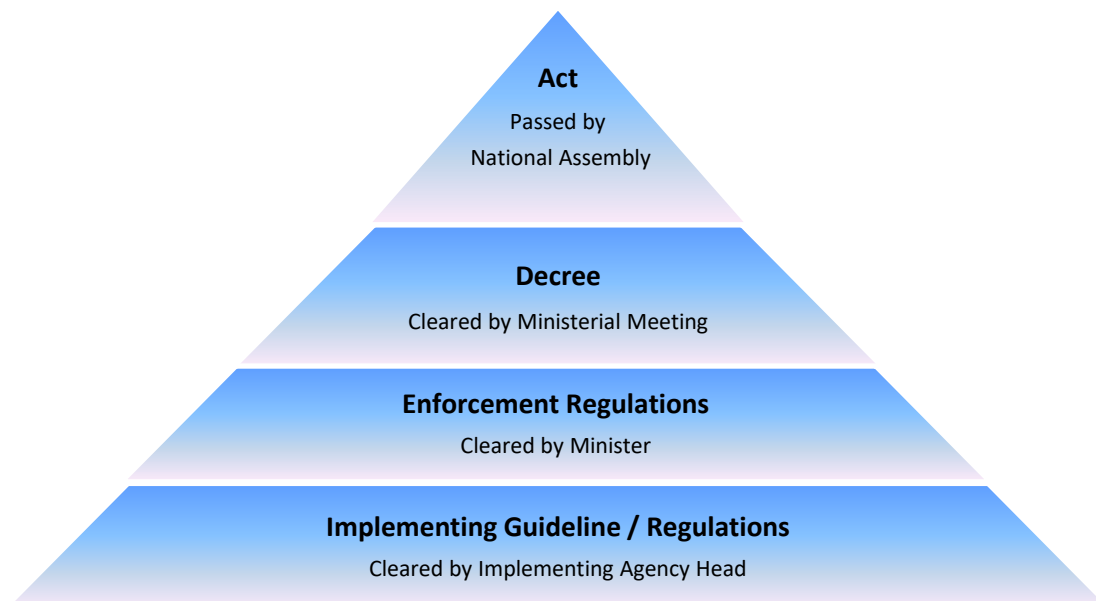 Act
Passed by
National Assembly
Decree
Cleared by Ministerial Meeting
Enforcement Regulations
Cleared by Minister
Implementing Guideline / Regulations
Cleared by Implementing Agency Head